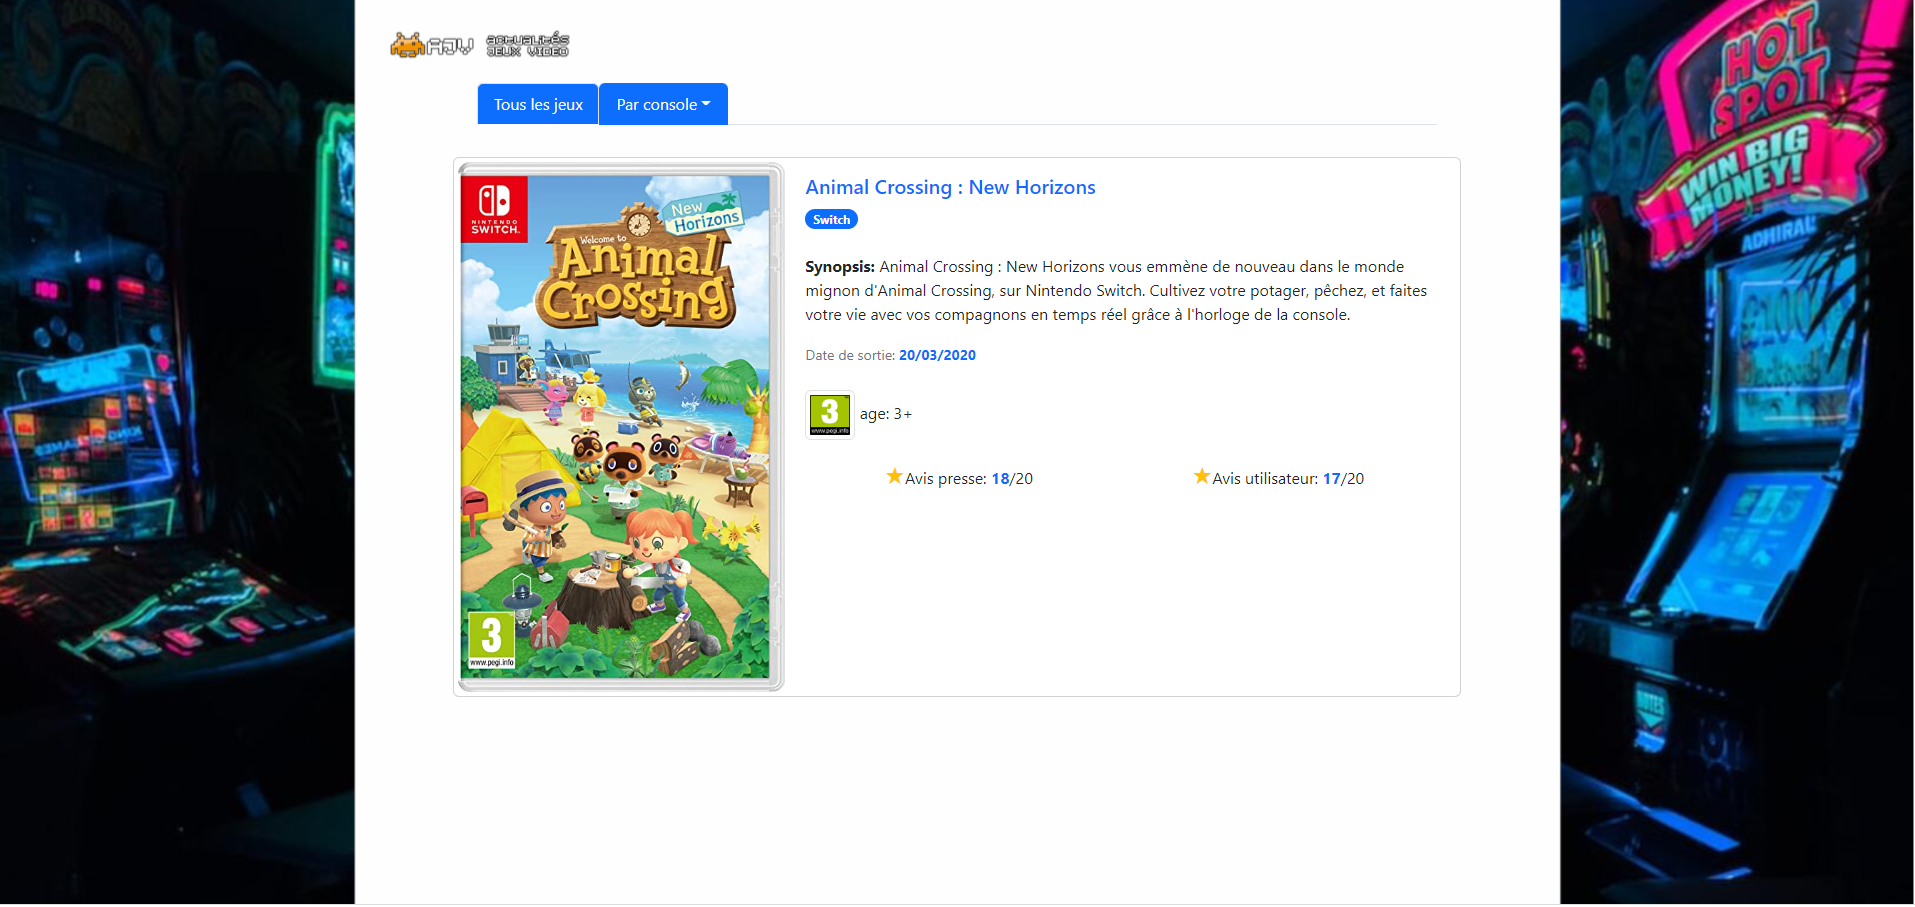 AJV
actualités
jeux vidéo
Tous les jeux
Par console
NINTENDO
SWITCH.
New
Horizons
Welcome to
Animal
Crossing
3
www.pegi.info
Animal Crossing : New Horizons
Switch
Synopsis: Animal Crossing : New Horizons vous emmène de nouveau dans le monde
mignon d'Animal Crossing, sur Nintendo Switch. Cultivez votre potager, pêchez, et faites
votre vie avec vos compagnons en temps réel grâce à l'horloge de la console.
Date de sortie: 20/03/2020
3
www.pegi.info
age: 3+
Avis presse: 18/20
Avis utilisateur: 17/20
HOT
SPOT
WIN BIG
MONEY!
ADMIRAL
NOTES